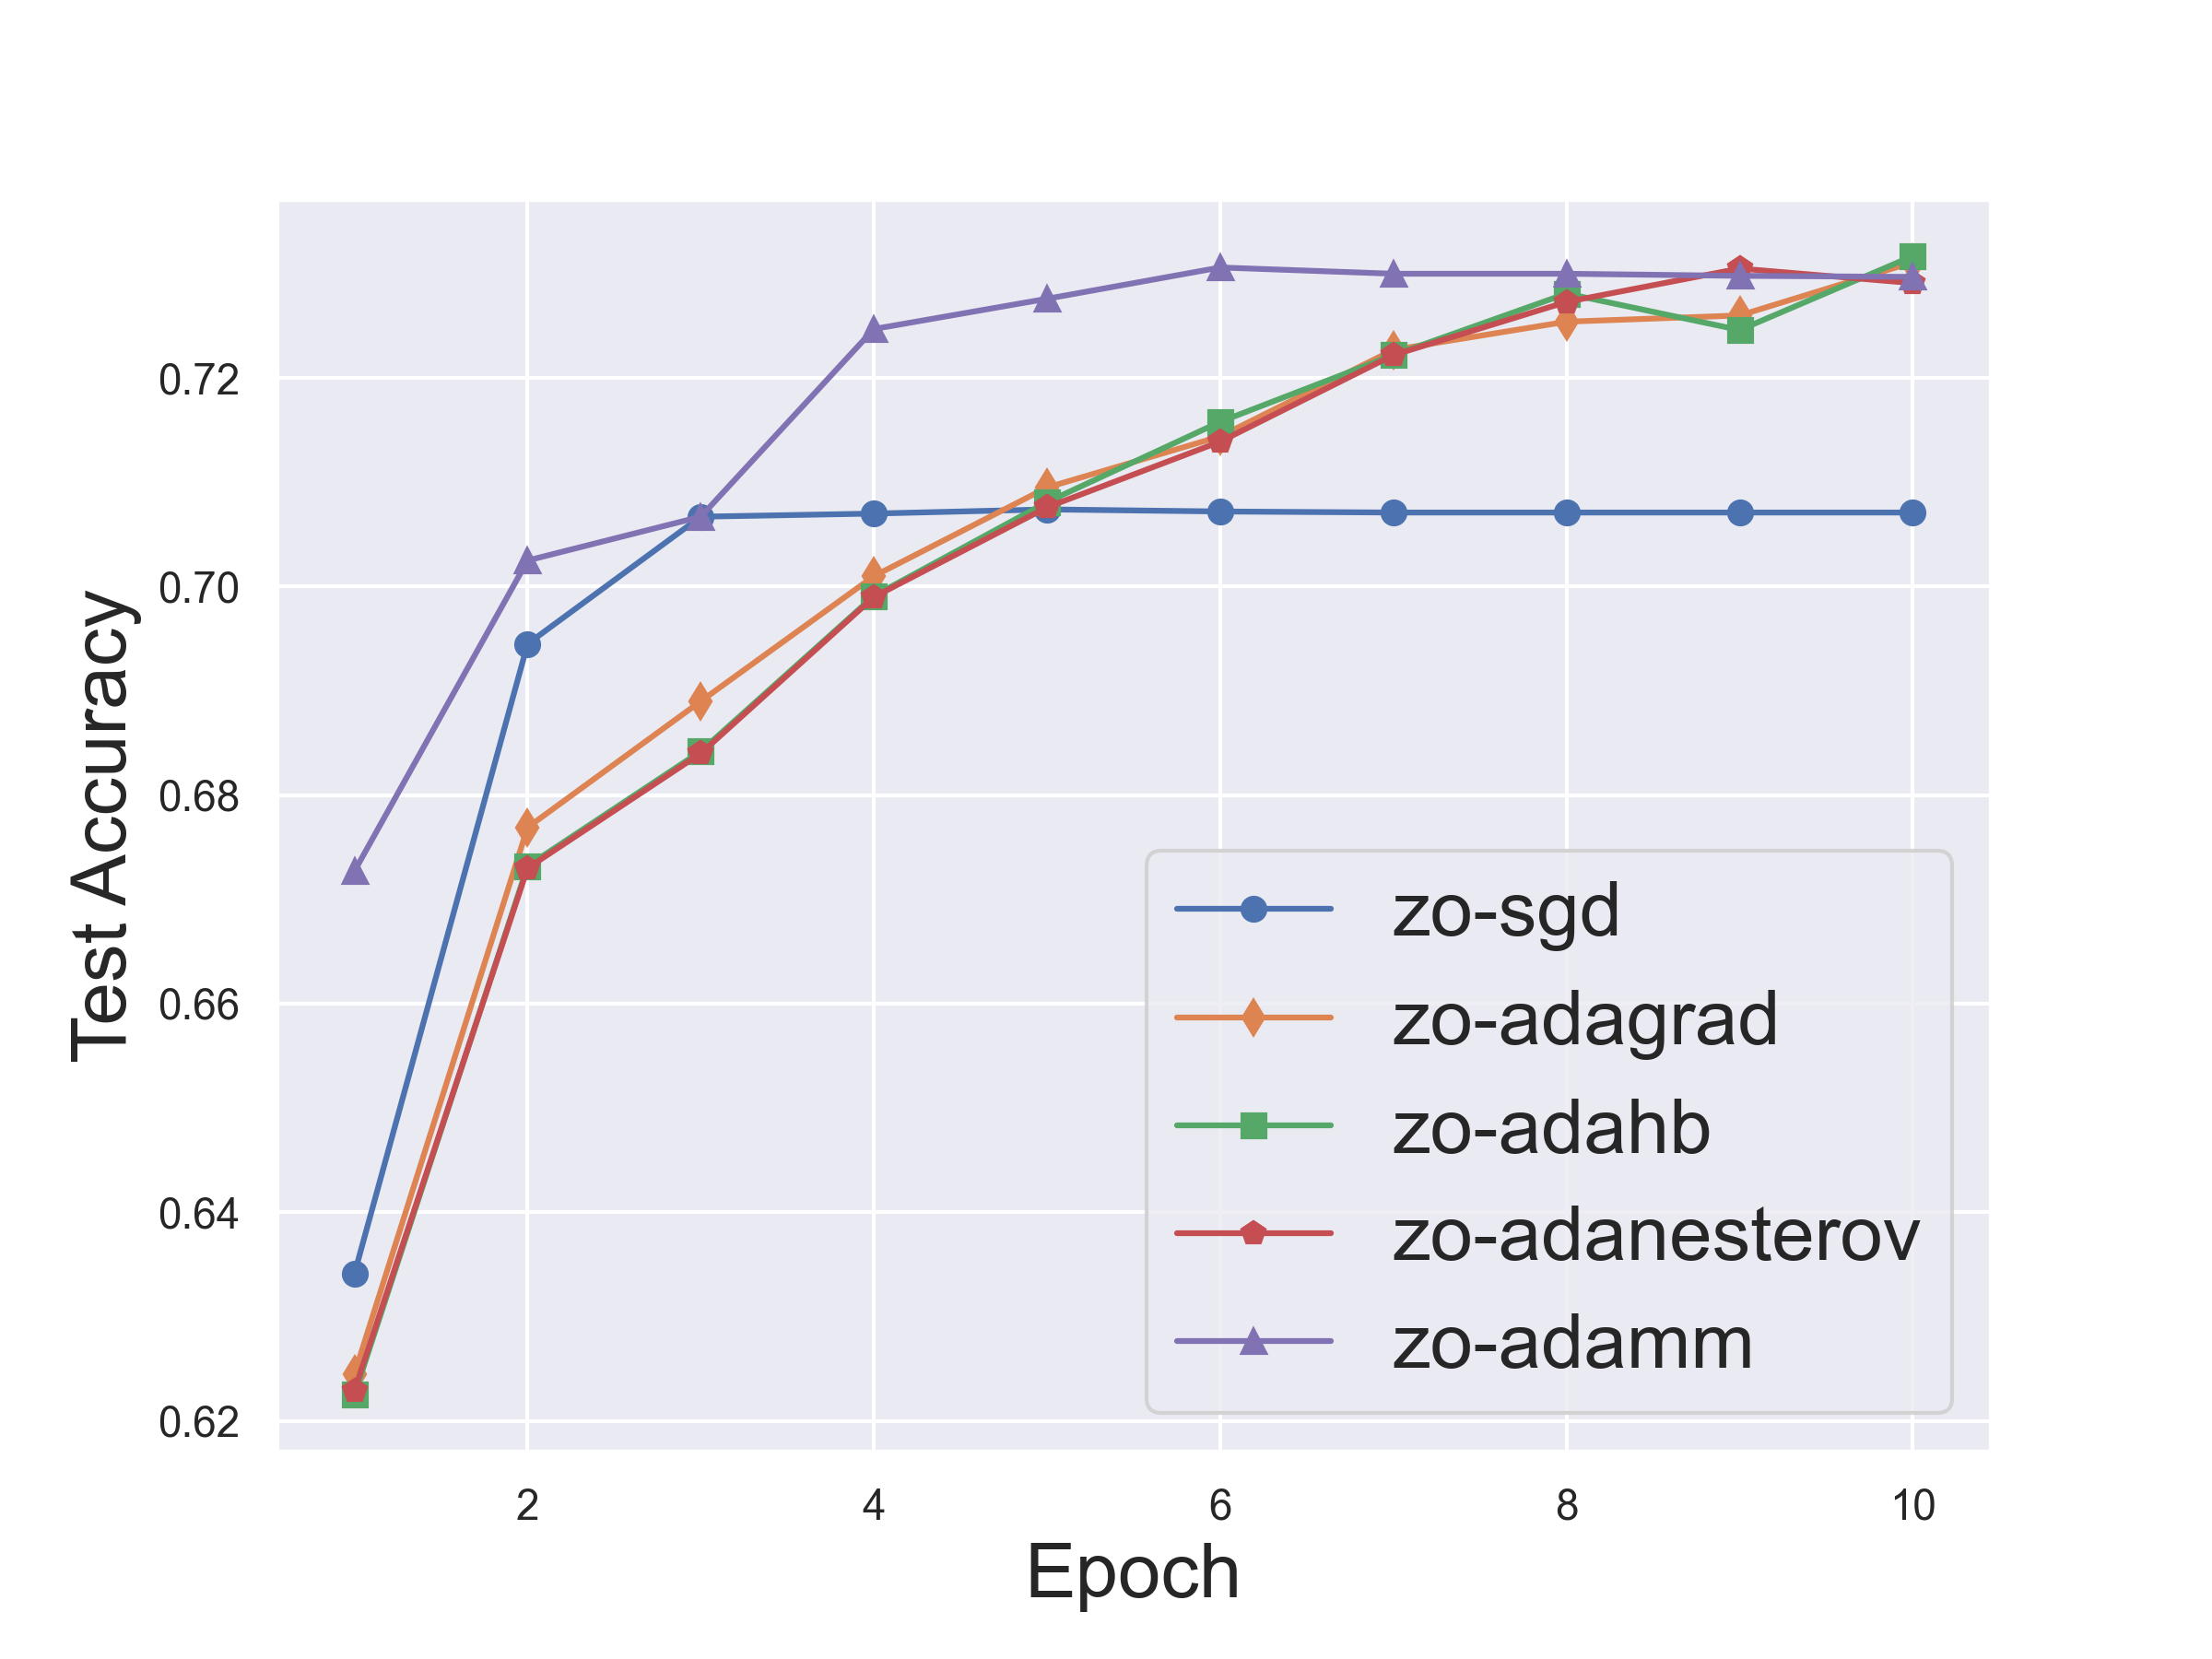 Test Accuracy
0.72
0.70
0.68
0.66
0.64
0.62
2 4 6 8 10
Epoch
zo-sgd
zo-adagrad
zo-adahb
zo-adanesterov
zo-adamm